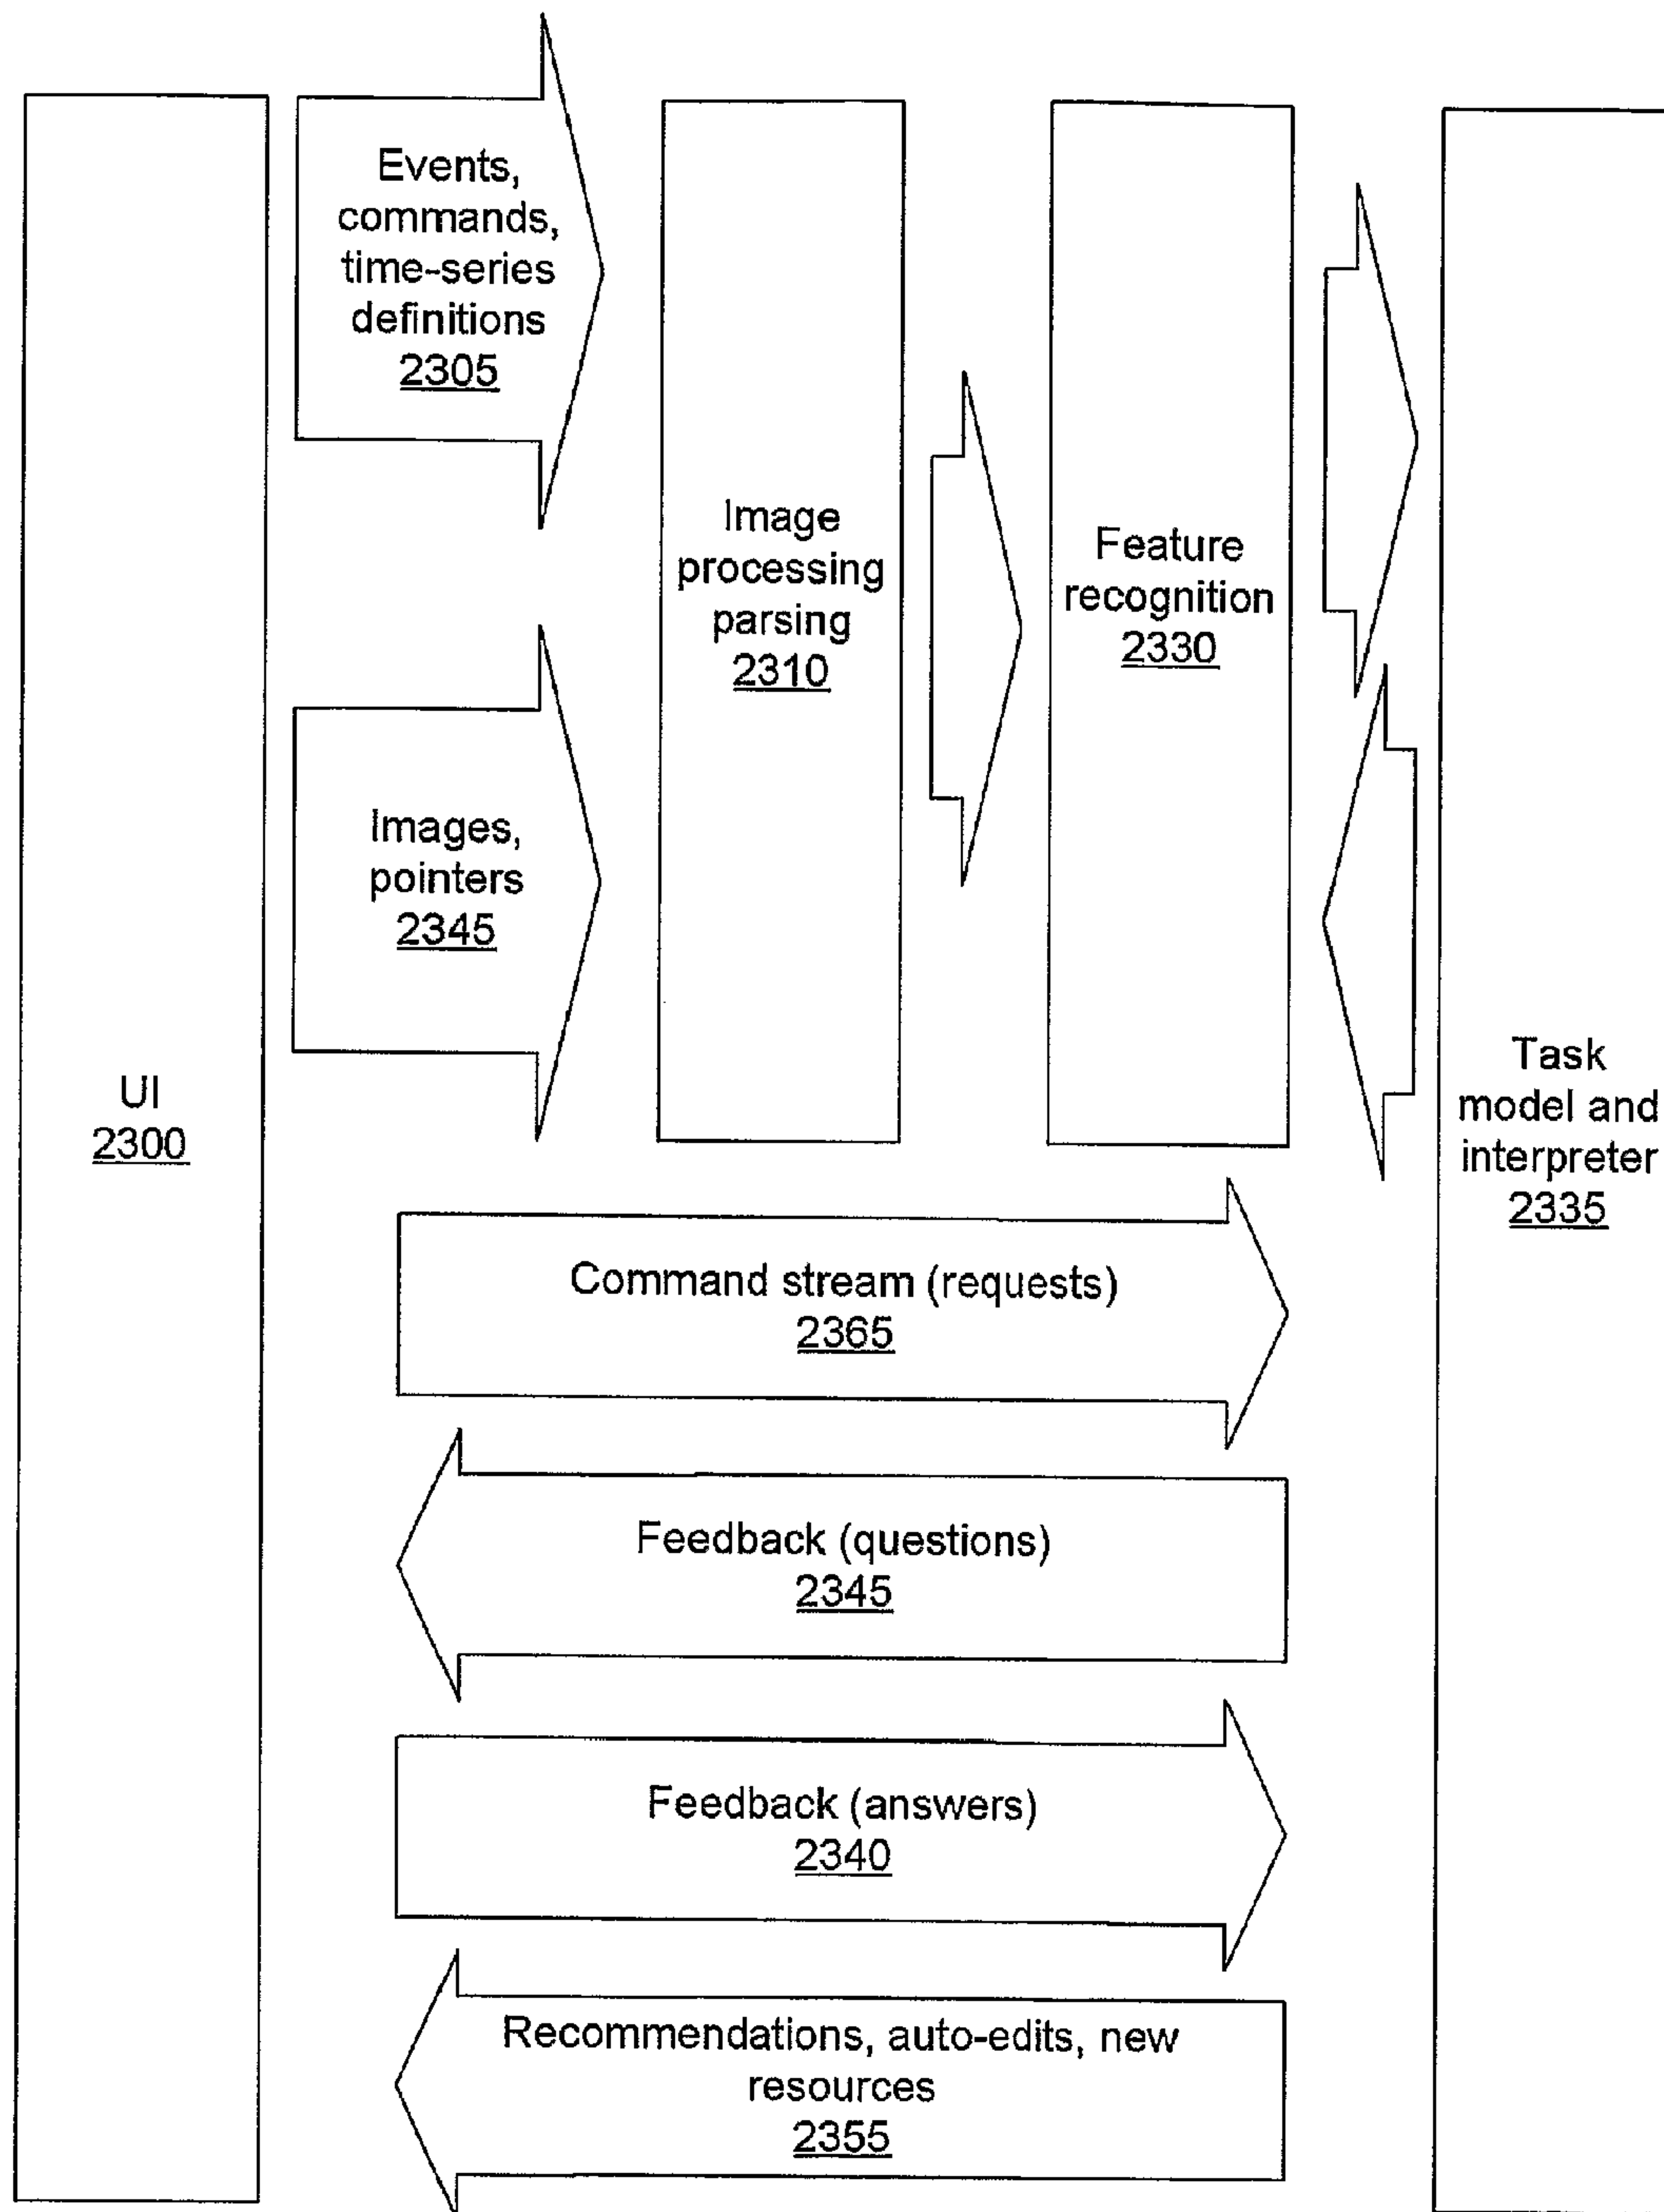 UI
2300
Events,
commands,
time-series
definitions
2305
Images,
pointers
2345
Image
processing
parsing
2310
Feature
recognition
2330
Task
model and
interpreter
2335
Command stream (requests)
2365
Feedback (questions)
2345
Feedback (answers)
2340
Recommendations, auto-edits, new
resources
2355